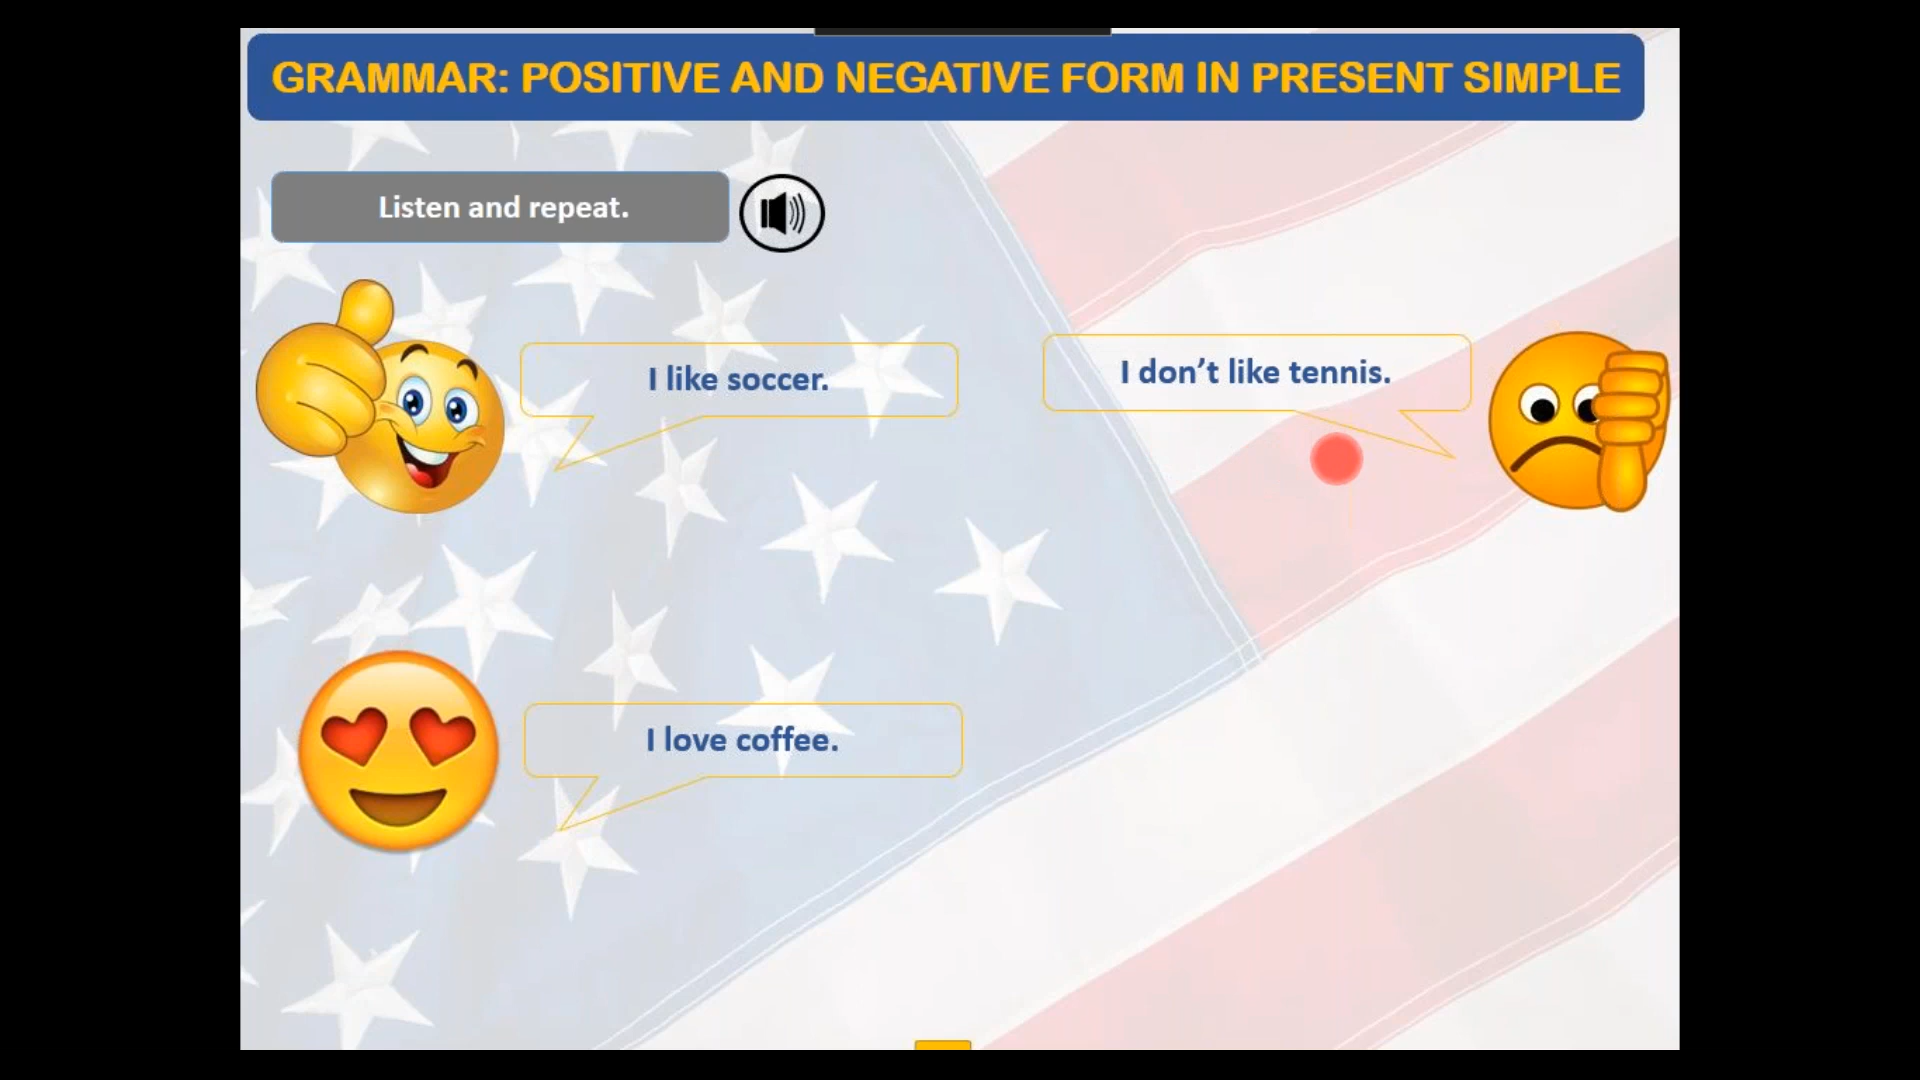 GRAMMAR: POSITIVE AND NEGATIVE FORM IN PRESENT SIMPLE
Listen and repeat.
I like soccer.
I don’t like tennis.
I love coffee.